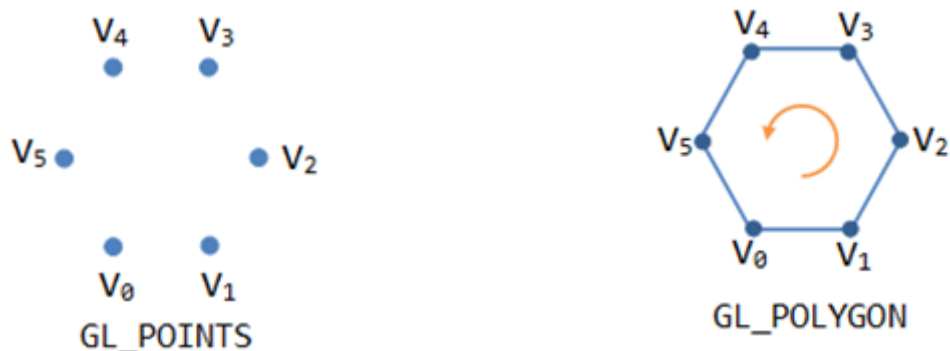 V₄ V₃
V₅ V₂
V₀ V₁
GL_POINTS
V₄ V₃
V₅ V₂
V₀ V₁
GL_POLYGON